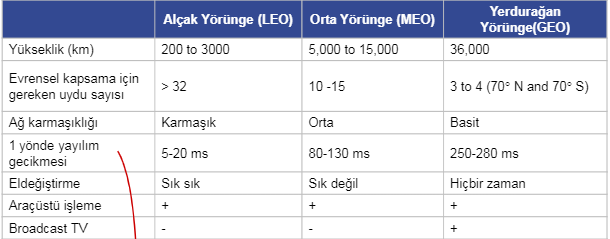 Alçak Yörünge (LEO) Orta Yörünge (MEO) Yerdurağan
Yörünge(GEO)
Yükseklik (km) 200 to 3000 5,000 to 15,000 36,000
Evrensel kapsama için
gereken uydu sayısı > 32 10 -15 3 to 4 (70° N and 70° S)
Ağ karmaşıklığı Karmaşık Orta Basit
1 yönde yayılım
gecikmesi 5-20 ms 80-130 ms 250-280 ms
Eldeğiştirme Sık sık Sık değil Hiçbir zaman
Araçüstü işleme + + +
Broadcast TV - - +